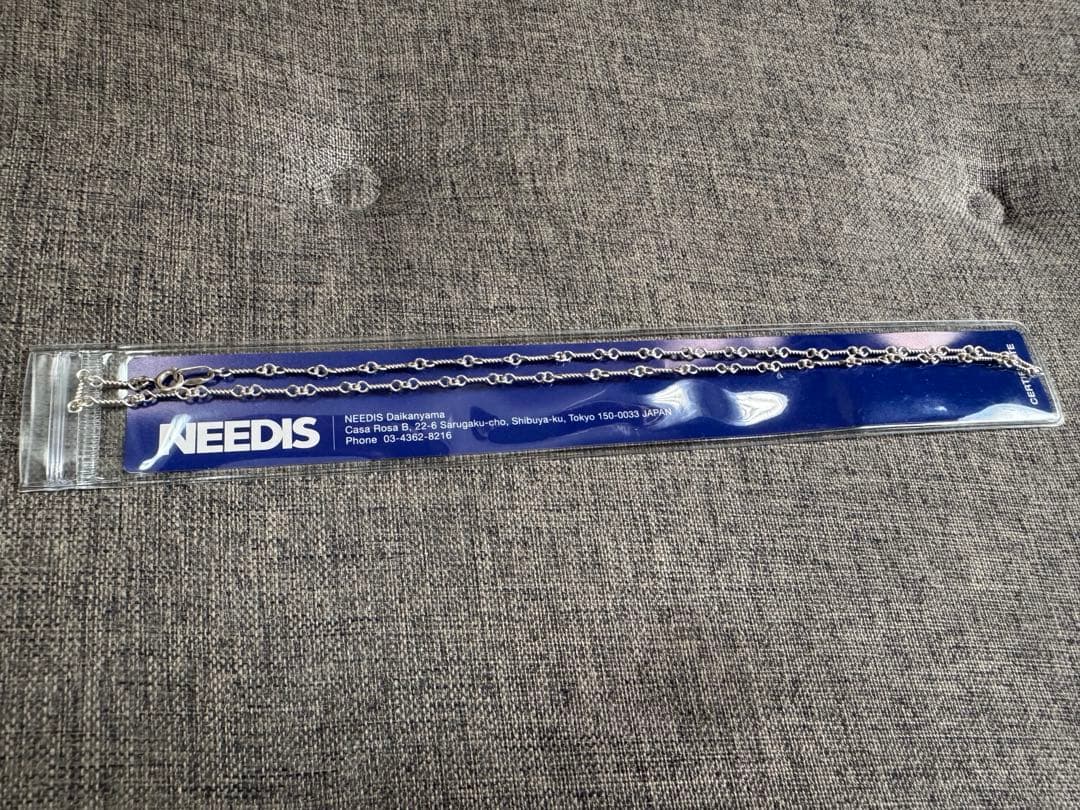 NEEDIS
NEEDIS Daikanyama
Casa Rosa B, 22-6 Sarugaku-cho, Shibuya-ku, Tokyo 150-0033 JAPAN
Phone 03-4362-8216